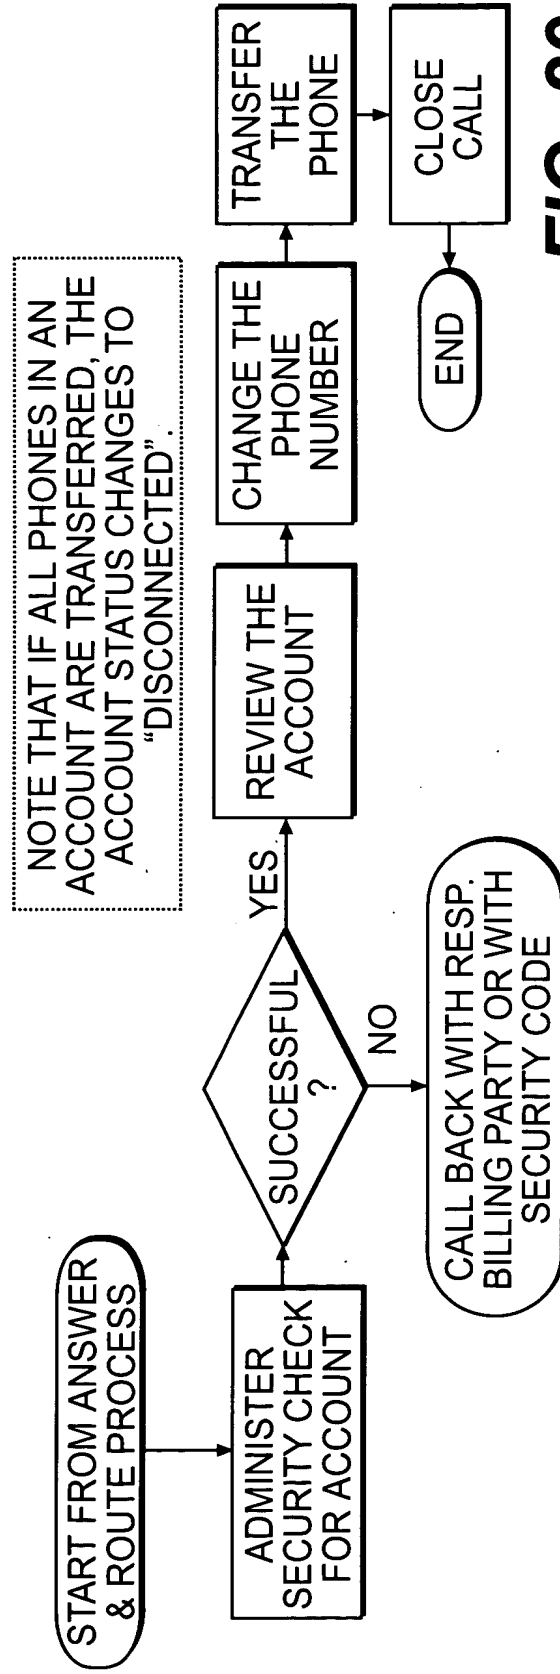 START FROM ANSWER
& ROUTE PROCESS
ADMINISTER
SECURITY CHECK
FOR ACCOUNT
SUCCESSFUL
?
YES
NO
CALL BACK WITH RESP.
BILLING PARTY OR WITH
SECURITY CODE
NOTE THAT IF ALL PHONES IN AN
ACCOUNT ARE TRANSFERRED, THE
ACCOUNT STATUS CHANGES TO
“DISCONNECTED”.
REVIEW THE
ACCOUNT
CHANGE THE
PHONE
NUMBER
TRANSFER
THE
PHONE
CLOSE
CALL
END
FIG.